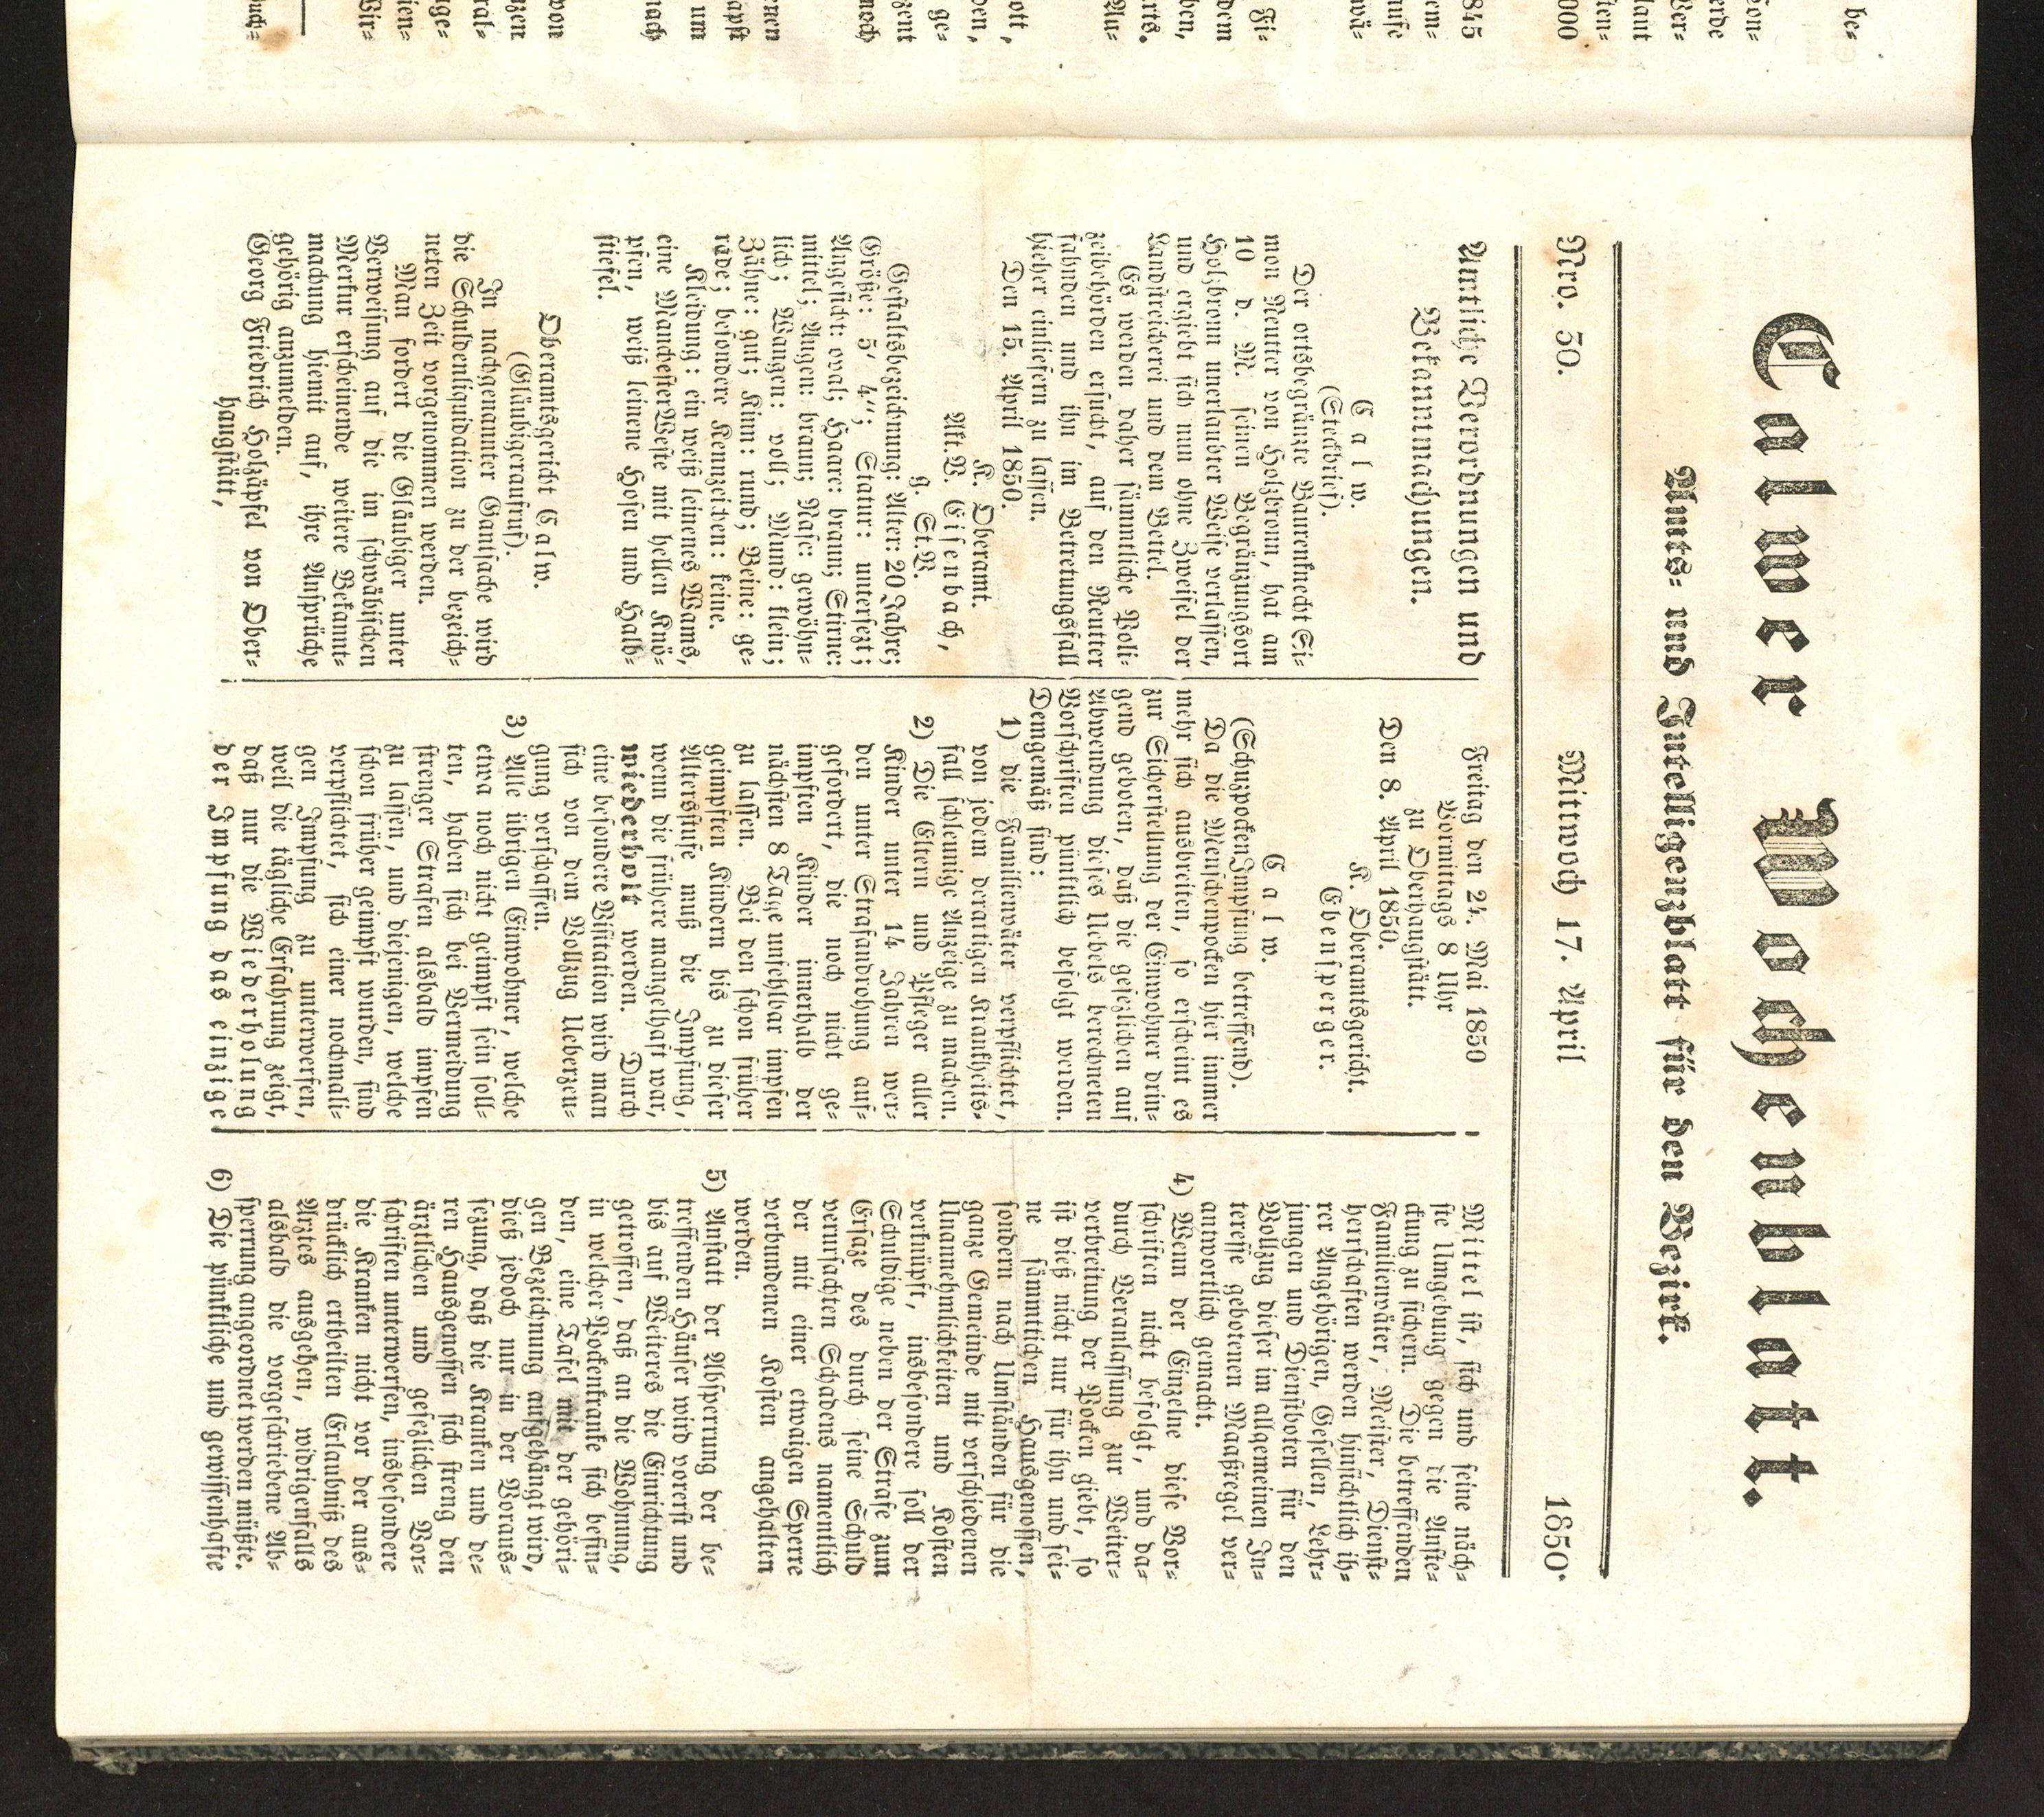 Calwer Wochenblatt.
Amts- und Intelligenzblatt für den Bezirk.
Nro. 30. Mittwoch 17. April 1850.
Amtliche Verordnungen und
Bekanntmachungen.
Calw.
(Steckbrief).
Der ortsbegränzte Baurenknecht Si-
mon Reutter von Holzbronn, hat am
10 d. M. seinen Begränzungsort
Holzbronn unerlaubter Weise verlassen,
und ergiebt sich nun ohne Zweifel der
Landstreicherei und dem Bettel.
Es werden daher sämmtliche Poli-
zeibehörden ersucht, auf den Reutter
fahnden und ihn im Betretungsfall
hieher einliefern zu lassen.
Den 15. April 1850.
K. Oberamt.
Akt.V. Eisenbach,
g. St.V.
Gestaltsbezeichnung: Alter: 20 Jahre;
Größe: 5' 4''; Statur: untersezt;
Angesicht: oval; Haare: braun; Stirne:
mittel; Augen: braun; Nase: gewöhn-
lich; Wangen: voll; Mund: klein;
Zähne: gut; Kinn: rund; Beine: ge-
rade; besondere Kennzeichen: keine.
Kleidung: ein weiß leinenes Wams,
eine ManchesterWeste mit hellen Knö-
pfen, weiß leinene Hosen und Halb-
stiefel.
Oberamtsgericht Calw.
(Gläubigeraufruf).
In nachgenannter Gantsache wird
die Schuldenliquidation zu der bezeich-
neten Zeit vorgenommen werden.
Man fordert die Gläubiger unter
Verweisung auf die im schwäbischen
Merkur erscheinende weitere Bekannt-
machung hiemit auf, ihre Ansprüche
gehörig anzumelden.
Georg Friedrich Holzäpfel von Ober-
haugstätt,
Freitag den 24. Mai 1850
Vormittags 8 Uhr
zu Oberhaugstätt.
Den 8. April 1850.
K. Oberamtsgericht.
Ebensperger.
Calw.
(SchuzpockenImpfung betreffend).
Da die Menschenpocken hier immer
mehr sich ausbreiten, so erscheint es
zur Sicherstellung der Einwohner drin-
gend geboten, daß die gesezlichen auf
Abwendung dieses Uebels berechneten
Vorschriften pünktlich befolgt werden.
Demgemäß sind:
1) die Familienväter verpflichtet,
von jedem derartigen Krankheits-
fall schleunige Anzeige zu machen.
2) Die Eltern und Pfleger aller
Kinder unter 14 Jahren wer-
den unter Strafandrohung auf-
gefordert, die noch nicht ge-
impften Kinder innerhalb der
nächsten 8 Tage unfehlbar impfen
zu lassen. Bei den schon früher
geimpften Kindern bis zu dieser
Altersstufe muß die Impfung,
wenn die frühere mangelhaft war,
wiederholt werden. Durch
eine besondere Visitation wird man
sich von dem Vollzug Ueberzeu-
gung verschaffen.
3) Alle übrigen Einwohner, welche
etwa noch nicht geimpft sein soll-
ten, haben sich bei Vermeidung
strenger Strafen alsbald impfen
zu lassen, und diejenigen, welche
schon früher geimpft wurden, sind
verpflichtet, sich einer nochmali-
gen Impfung zu unterwerfen,
weil die tägliche Erfahrung zeigt,
daß nur die Wiederholung
der Impfung das einzige
Mittel ist, sich und seine näch-
ste Umgebung gegen die Anste-
ckung zu sichern. Die betreffenden
Familienväter, Meister, Dienst-
herrschaften werden hinsichtlich ih-
rer Angehörigen, Gesellen, Lehr-
jungen und Dienstboten für den
Vollzug dieser im allgemeinen In-
teresse gebotenen Maaßregel ver-
antwortlich gemacht.
4) Wenn der Einzelne diese Vor-
schriften nicht befolgt, und da-
durch Veranlassung zur Weiter-
verbreitung der Pocken giebt, so
ist dieß nicht nur für ihn und sei-
ne sämmtlichen Hausgenossen,
sondern nach Umständen für die
ganze Gemeinde mit verschiedenen
Unannehmlichkeiten und Kosten
verknüpft, insbesondere soll der
Schuldige neben der Strafe zum
Ersaze des durch seine Schuld
verursachten Schadens namentlich
der mit einer etwaigen Sperre
verbundenen Kosten angehalten
werden.
5) Anstatt der Absperrung der be-
treffenden Häuser wird vorerst und
bis auf Weiteres die Einrichtung
getroffen, daß an die Wohnung,
in welcher Pockenkranke sich befin-
den, eine Tafel mit der gehöri-
gen Bezeichnung aufgehängt wird,
dieß jedoch nur in der Voraus-
sezung, daß die Kranken und de-
ren Hausgenossen sich streng den
ärztlichen und gesezlichen Vor-
schriften unterwerfen, insbesondere
die Kranken nicht vor der aus-
drücklich ertheilten Erlaubniß des
Arztes ausgehen, widrigenfalls
alsbald die vorgeschriebene Ab-
sperrung angeordnet werden müßte.
6) Die pünktliche und gewissenhafte